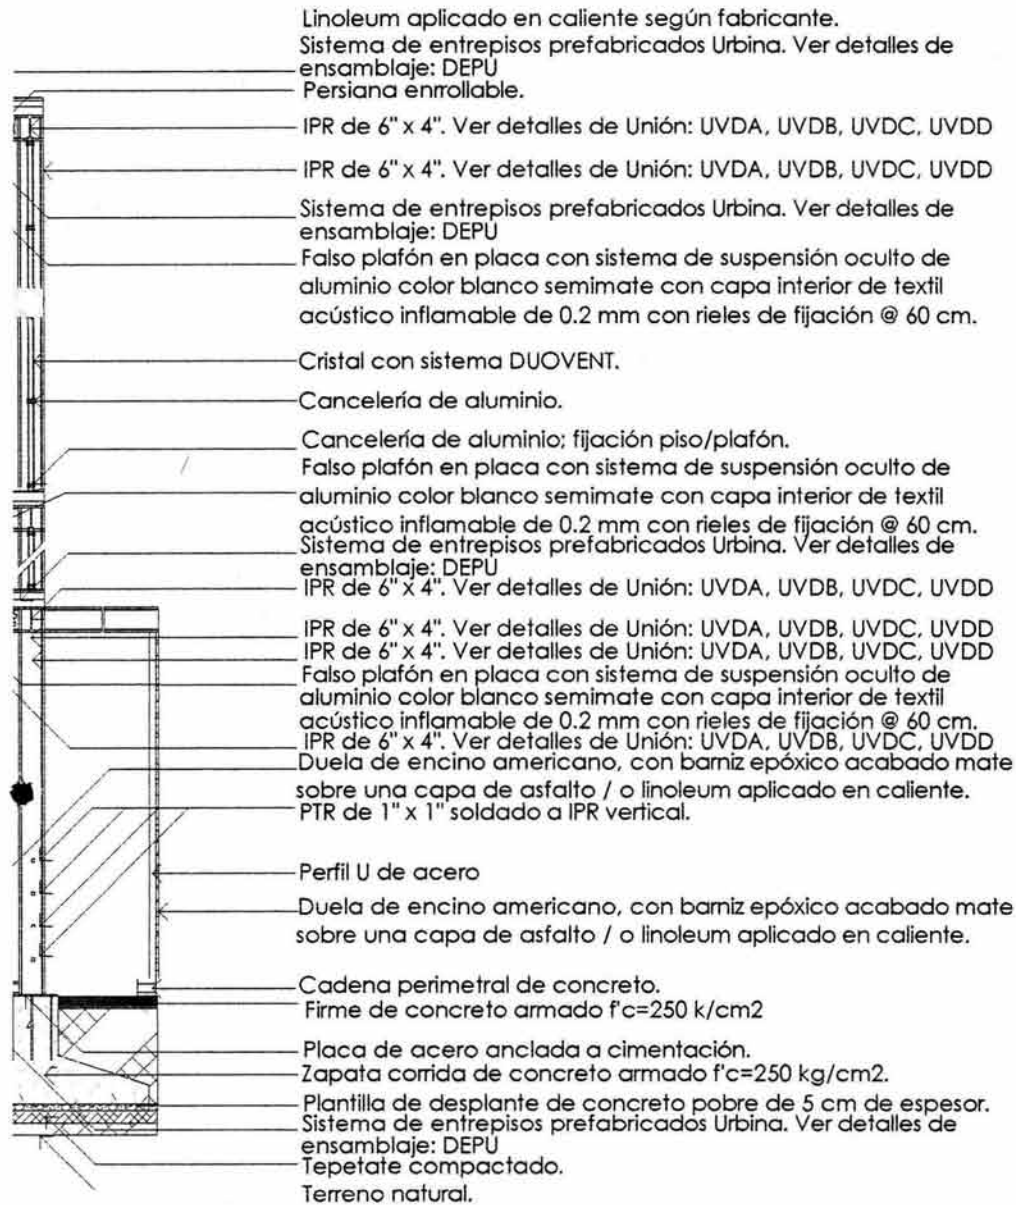 Linoleum aplicado en caliente según fabricante.
Sistema de entrepisos prefabricados Urbina. Ver detalles de
ensamblaje: DEPU
Persiana enrrollable.
IPR de 6" x 4". Ver detalles de Unión: UVDA, UVDB, UVDC, UVDD
IPR de 6" x 4". Ver detalles de Unión: UVDA, UVDB, UVDC, UVDD
Sistema de entrepisos prefabricados Urbina. Ver detalles de
ensamblaje: DEPU
Falso plafón en placa con sistema de suspensión oculto de
aluminio color blanco semimate con capa interior de textil
acústico inflamable de 0.2 mm con rieles de fijación @ 60 cm.
Cristal con sistema DUOVENT.
Cancelería de aluminio.
Cancelería de aluminio; fijación piso/plafón.
Falso plafón en placa con sistema de suspensión oculto de
aluminio color blanco semimate con capa interior de textil
acústico inflamable de 0.2 mm con rieles de fijación @ 60 cm.
Sistema de entrepisos prefabricados Urbina. Ver detalles de
ensamblaje: DEPU
IPR de 6" x 4". Ver detalles de Unión: UVDA, UVDB, UVDC, UVDD
IPR de 6" x 4". Ver detalles de Unión: UVDA, UVDB, UVDC, UVDD
IPR de 6" x 4". Ver detalles de Unión: UVDA, UVDB, UVDC, UVDD
Falso plafón en placa con sistema de suspensión oculto de
aluminio color blanco semimate con capa interior de textil
acústico inflamable de 0.2 mm con rieles de fijación @ 60 cm.
IPR de 6" x 4". Ver detalles de Unión: UVDA, UVDB, UVDC, UVDD
Duela de encino americano, con barniz epóxico acabado mate
sobre una capa de asfalto / o linoleum aplicado en caliente.
PTR de 1" x 1" soldado a IPR vertical.
Perfil U de acero
Duela de encino americano, con barniz epóxico acabado mate
sobre una capa de asfalto / o linoleum aplicado en caliente.
Cadena perimetral de concreto.
Firme de concreto armado f'c=250 k/cm2
Placa de acero anclada a cimentación.
Zapata corrida de concreto armado f'c=250 kg/cm2.
Plantilla de desplante de concreto pobre de 5 cm de espesor.
Sistema de entrepisos prefabricados Urbina. Ver detalles de
ensamblaje: DEPU
Tepetate compactado.
Terreno natural.